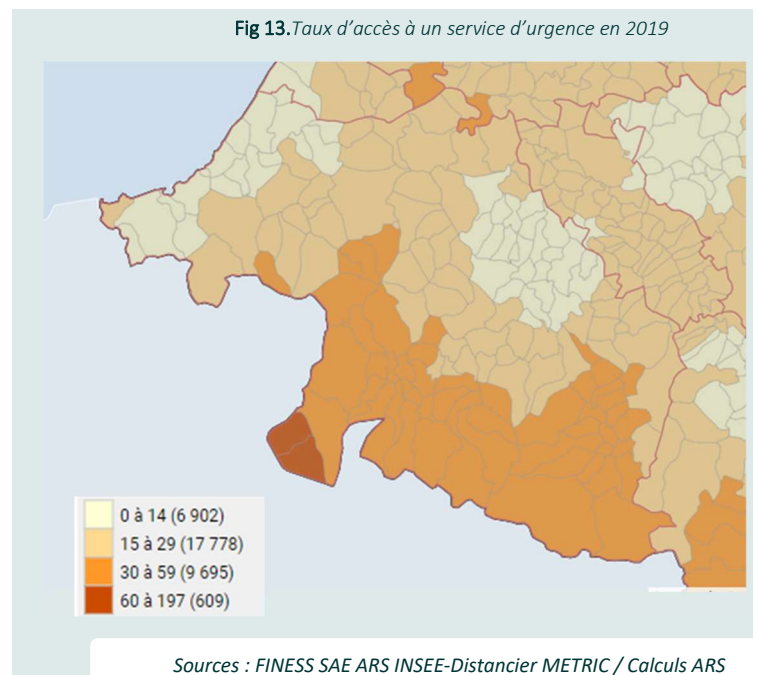 Fig 13.Taux d’accès à un service d’urgence en 2019
0 à 14 (6 902)
15 à 29 (17 778)
30 à 59 (9 695)
60 à 197 (609)
Sources : FINESS SAE ARS INSEE-Distancier METRIC / Calculs ARS